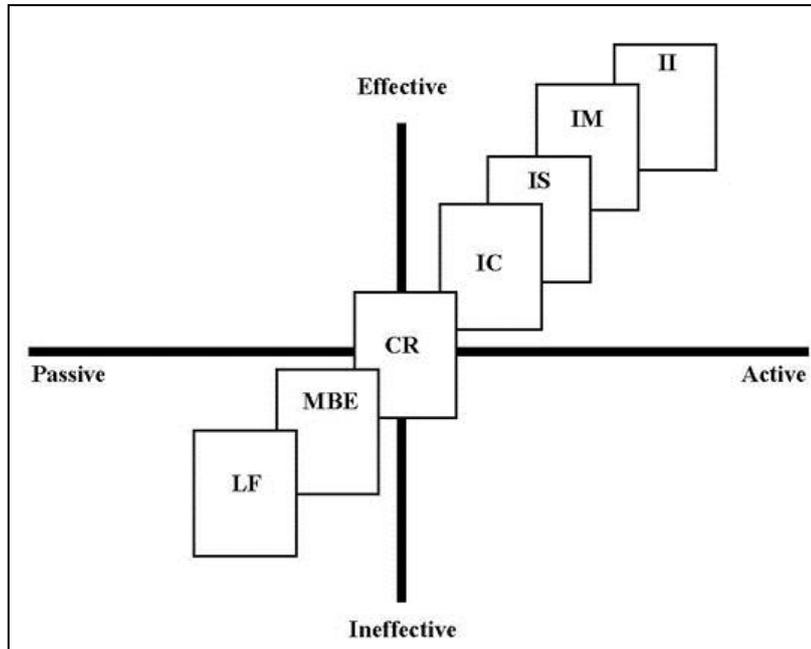 II
Effective
IM
IS
IC
CR
Passive
Active
MBE
LF
Ineffective